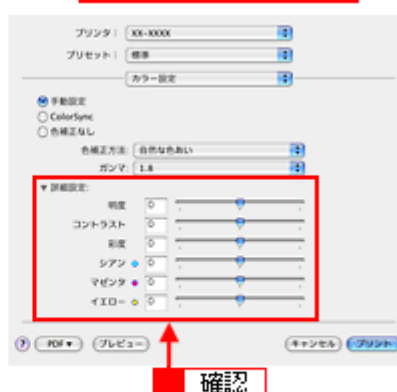 プリンタ： XX-XXXX
プリセット： 標準
カラー設定
手動設定
ColorSync
色補正なし
色補正方法： 自然な色あい
ガンマ： 1.8
▼ 詳細設定：
明度 0
コントラスト 0
彩度 0
シアン 0
マゼンタ 0
イエロー 0
? PDF▼ プレビュー キャンセル プリント
確認